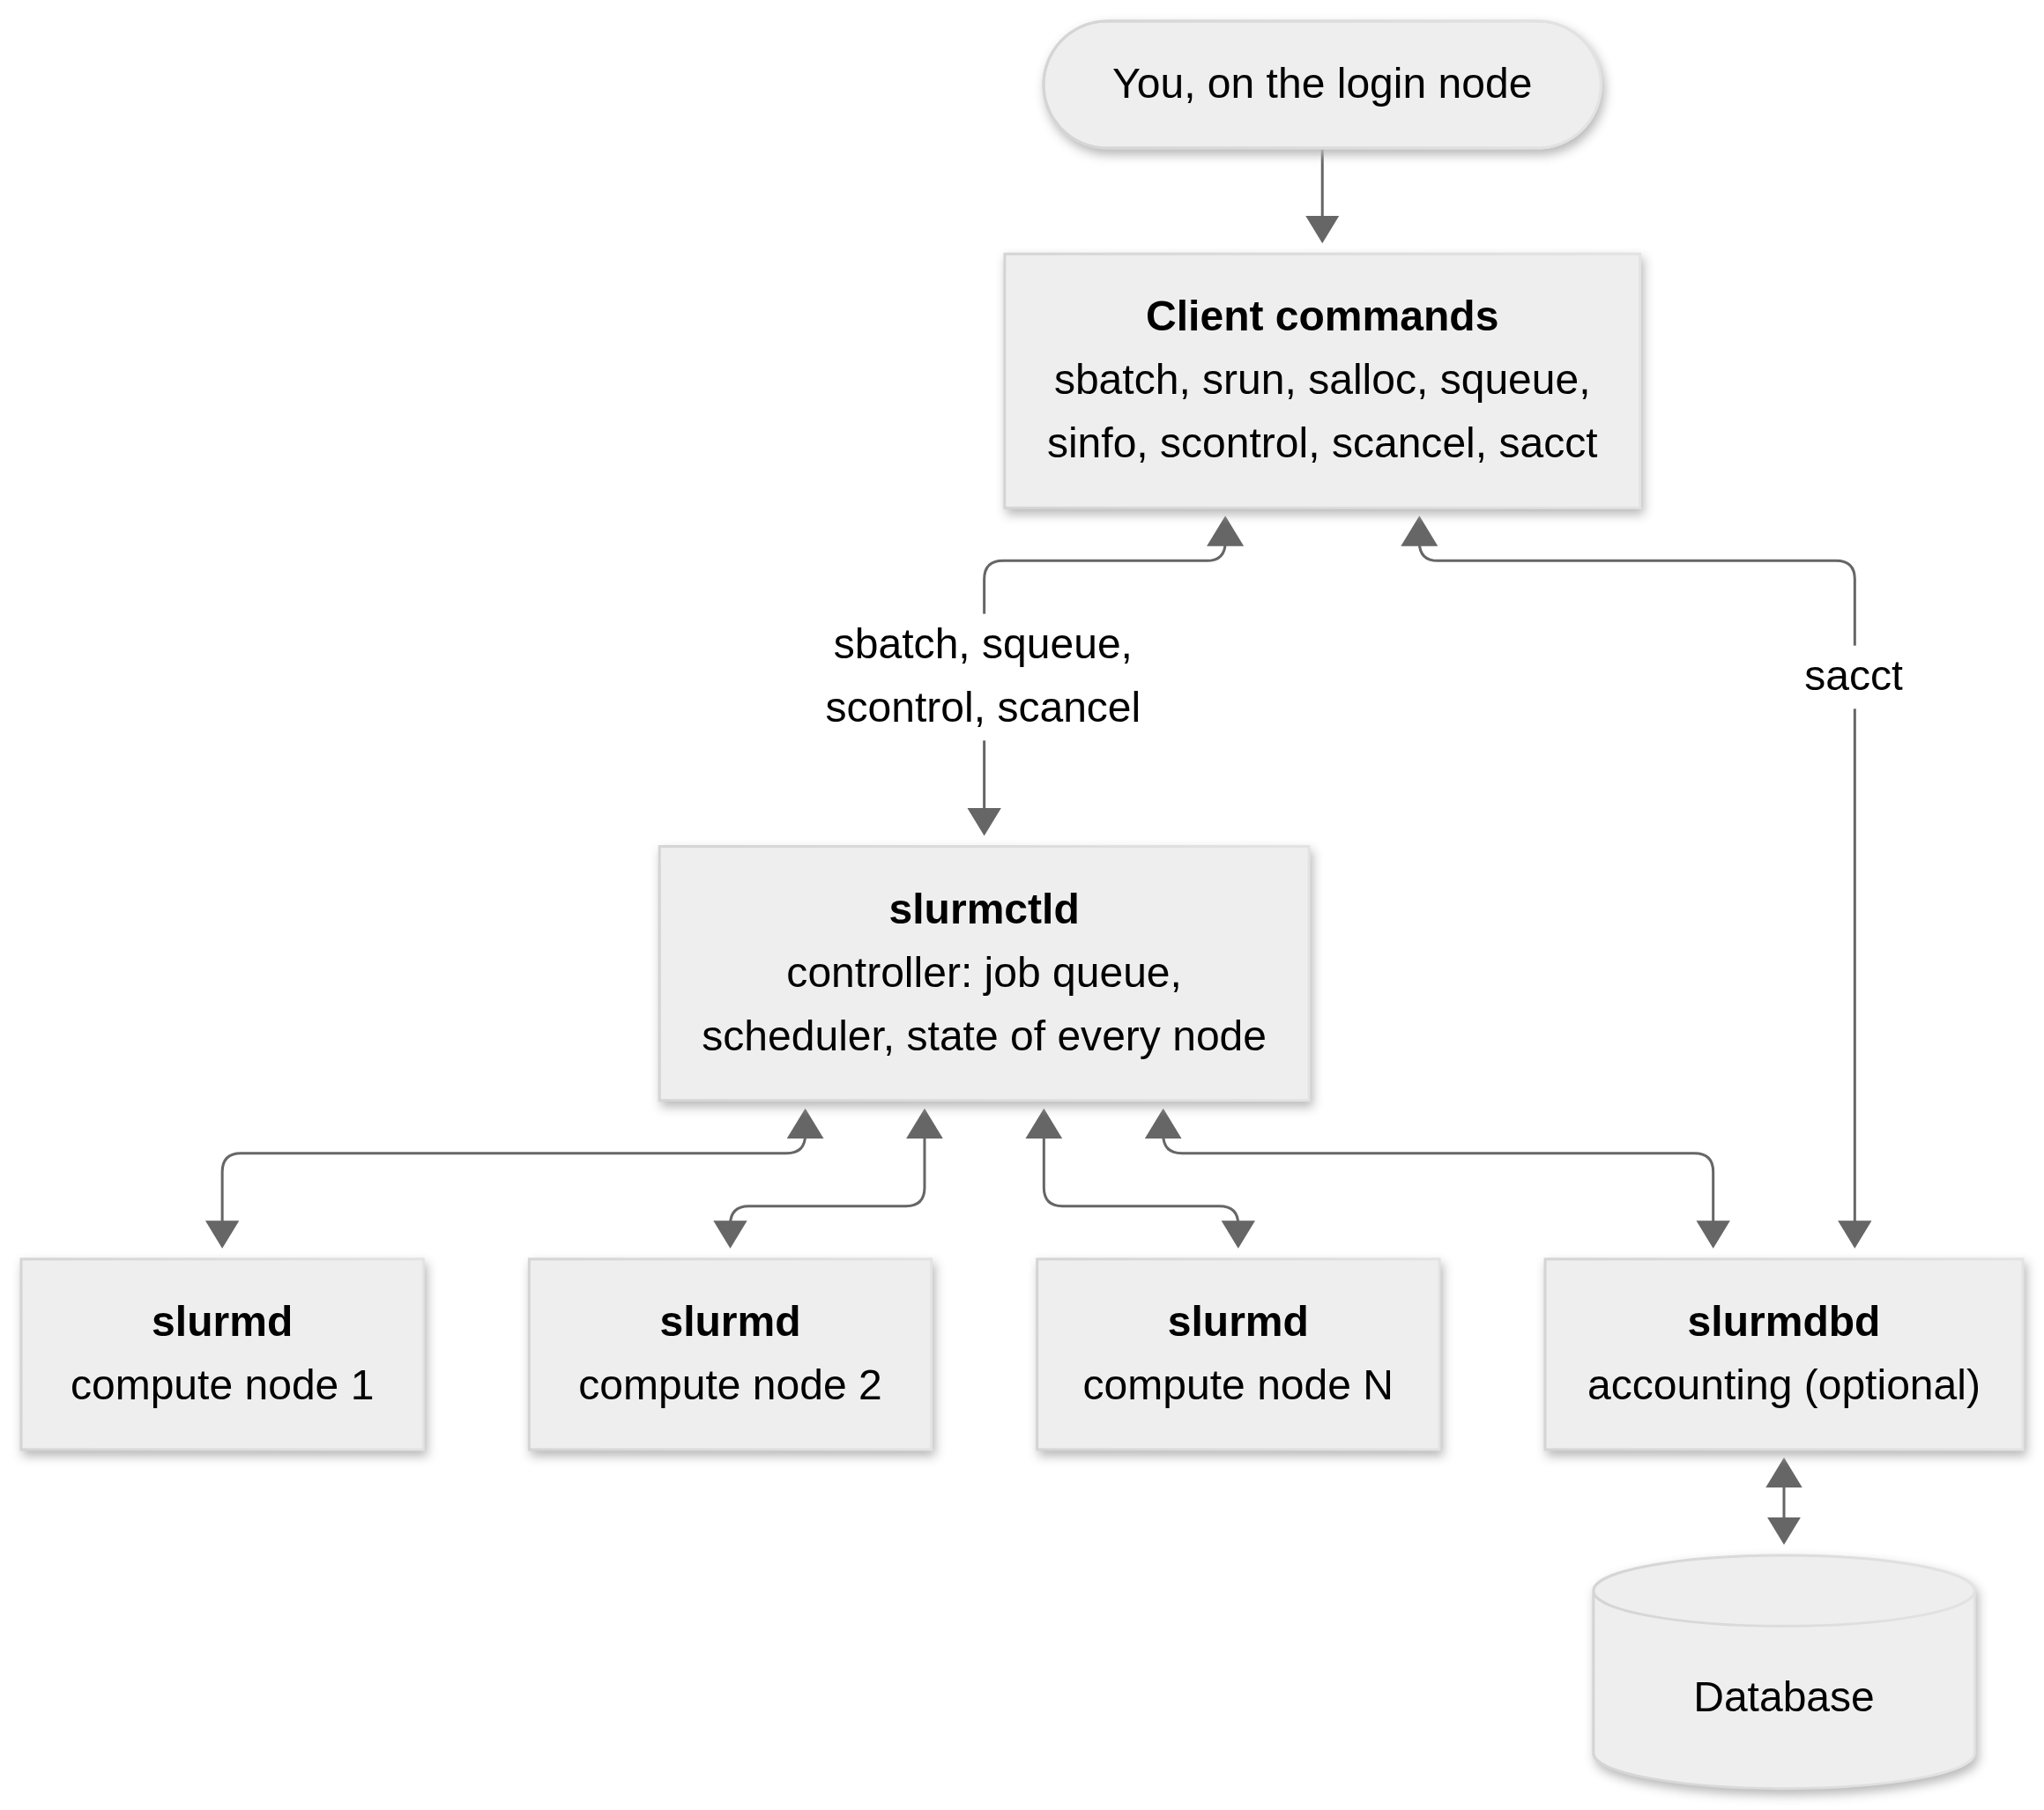 You, on the login node
Client commands
sbatch, srun, salloc, squeue,
sinfo, scontrol, scancel, sacct
sbatch, squeue,
scontrol, scancel
sacct
slurmctld
controller: job queue,
scheduler, state of every node
slurmd
compute node 1
slurmd
compute node 2
slurmd
compute node N
slurmdbd
accounting (optional)
Database